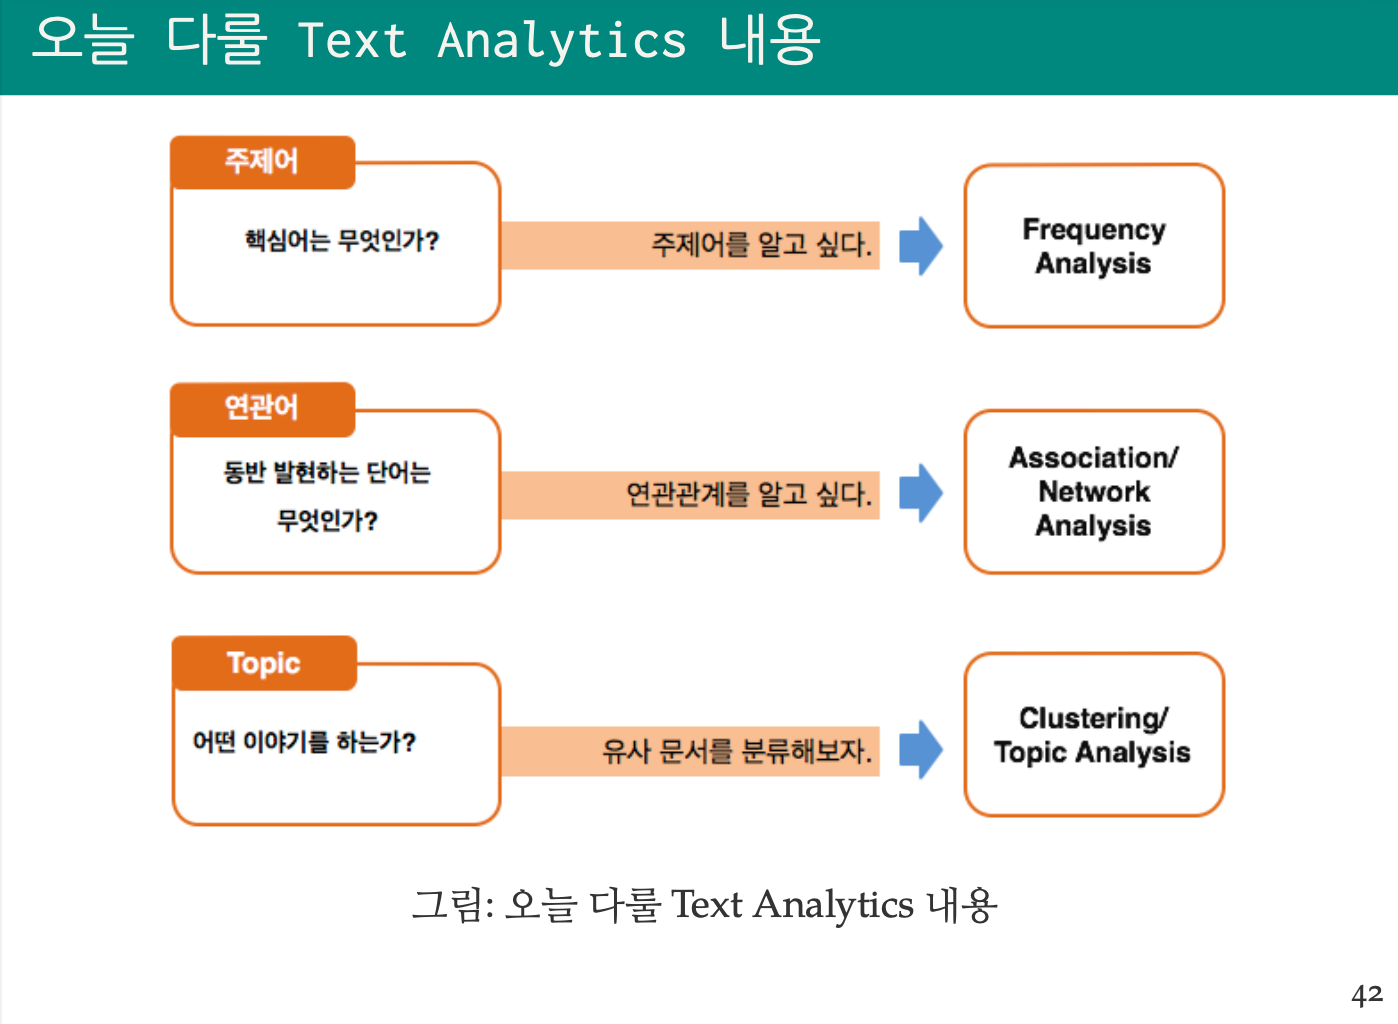 오늘 다룰 Text Analytics 내용
주제어
핵심어는 무엇인가?
주제어를 알고 싶다.
Frequency
Analysis
연관어
동반 발현하는 단어는
무엇인가?
연관관계를 알고 싶다.
Association/
Network
Analysis
Topic
어떤 이야기를 하는가?
유사 문서를 분류해보자.
Clustering/
Topic Analysis
그림: 오늘 다룰 Text Analytics 내용
42